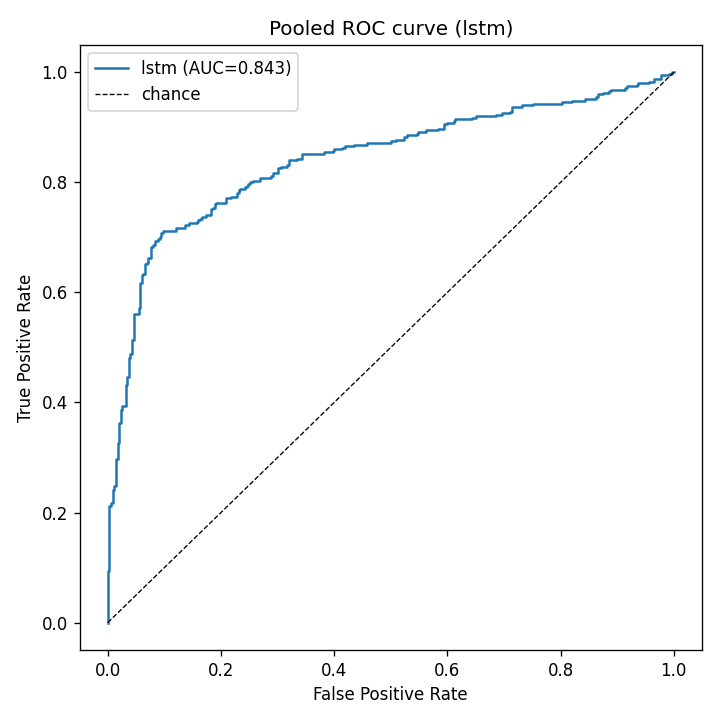 Pooled ROC curve (lstm)
lstm (AUC=0.843)
chance
1.0
0.8
0.6
0.4
0.2
0.0
True Positive Rate
0.0 0.2 0.4 0.6 0.8 1.0
False Positive Rate